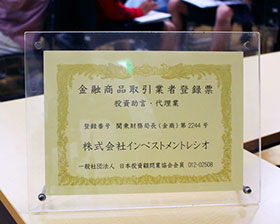 金融商品取引業者登録票
投資助言・代理業
登録番号 関東財務局長(金商)第2244号
株式会社インベストメントレシオ
一般社団法人 日本投資顧問業協会会員 012-02508